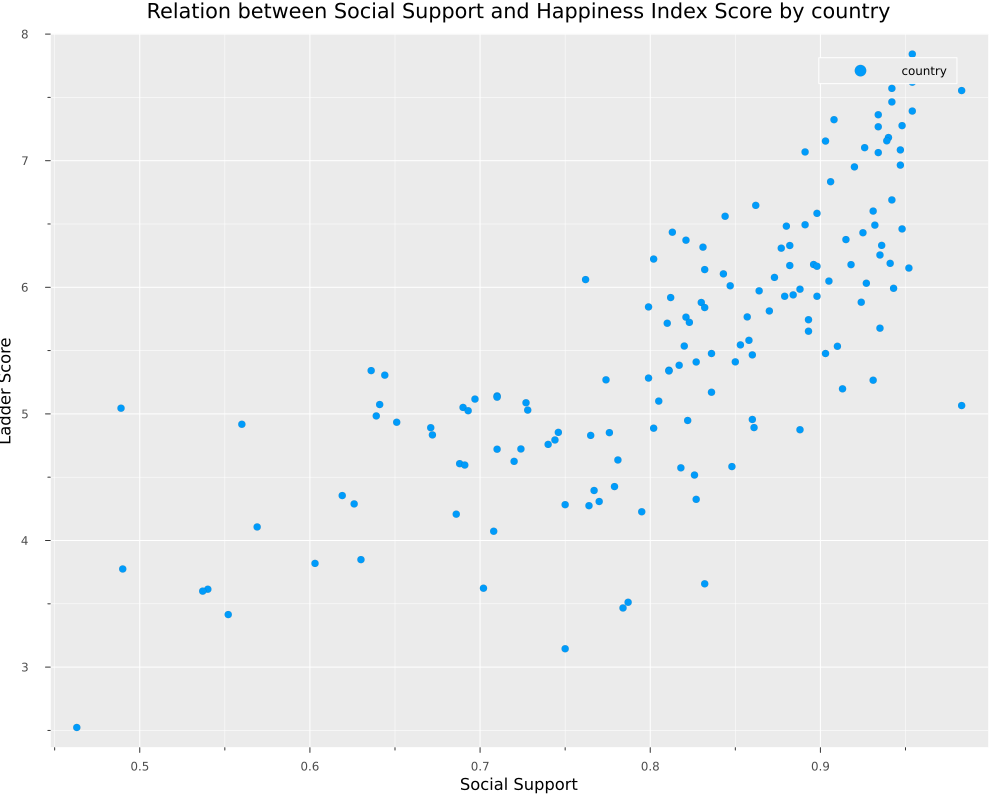 Relation between Social Support and Happiness Index Score by country
8
country
7
6
5
4
3
Ladder Score
0.5 0.6 0.7 0.8 0.9
Social Support